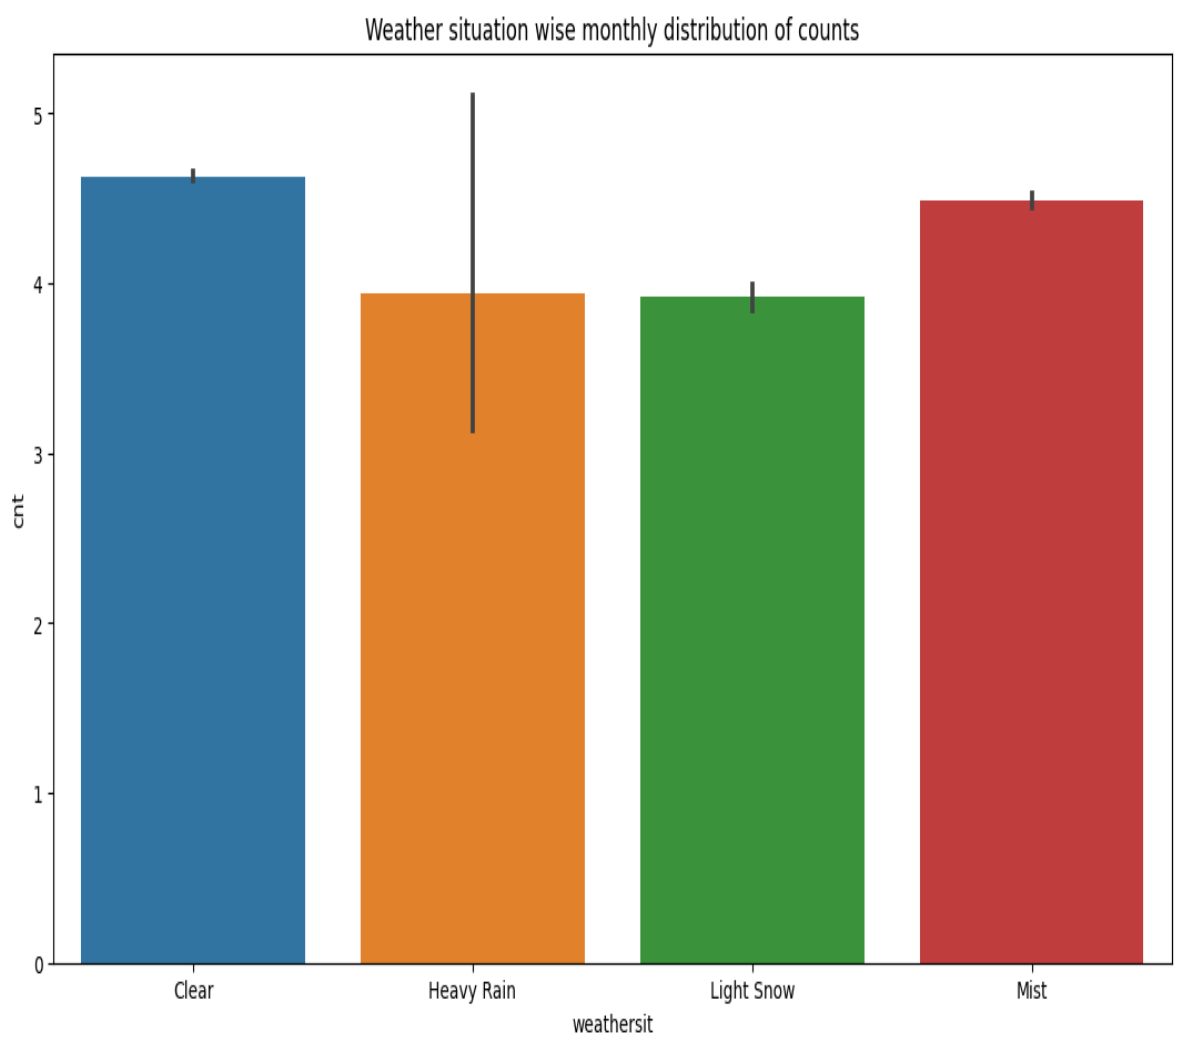 Weather situation wise monthly distribution of counts
5
4
3
2
1
0
cnt
Clear
Heavy Rain
Light Snow
Mist
weathersit